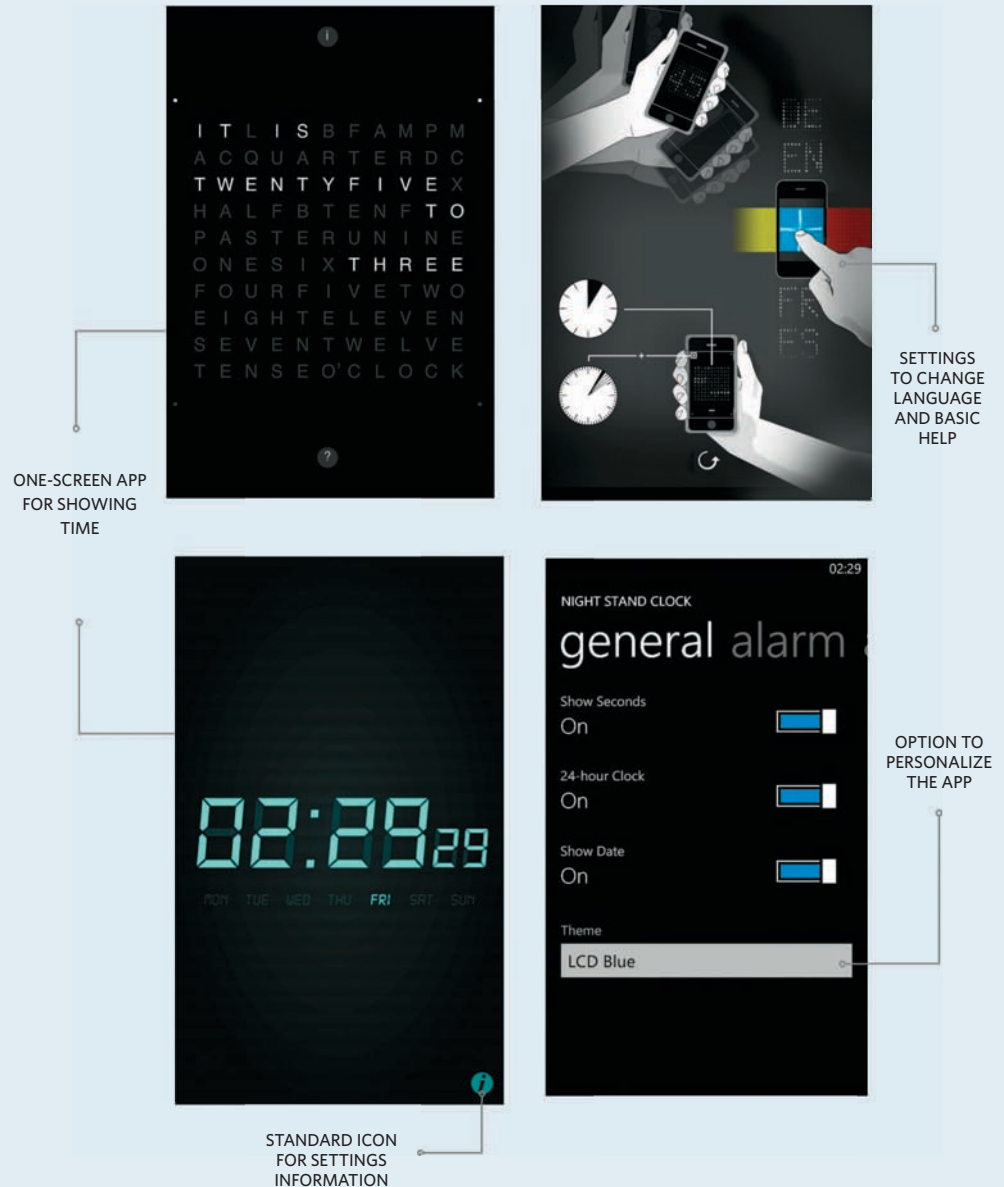 i
I T L I S B F A M P M
A C Q U A R T E R D C
T W E N T Y F I V E X
H A L F B T E N F T O
P A S T E R U N I N E
O N E S I X T H R E E
F O U R F I V E T W O
E I G H T E L E V E N
S E V E N T W E L V E
T E N S E O' C L O C K
?
ONE-SCREEN APP
FOR SHOWING
TIME
45
DE
EN
FR
ES
SETTINGS
TO CHANGE
LANGUAGE
AND BASIC
HELP
02:29 29
MON TUE WED THU FRI SAT SUN
i
STANDARD ICON
FOR SETTINGS
INFORMATION
02:29
NIGHT STAND CLOCK
general alarm a
Show Seconds
On
24-hour Clock
On
Show Date
On
Theme
LCD Blue
OPTION TO
PERSONALIZE
THE APP